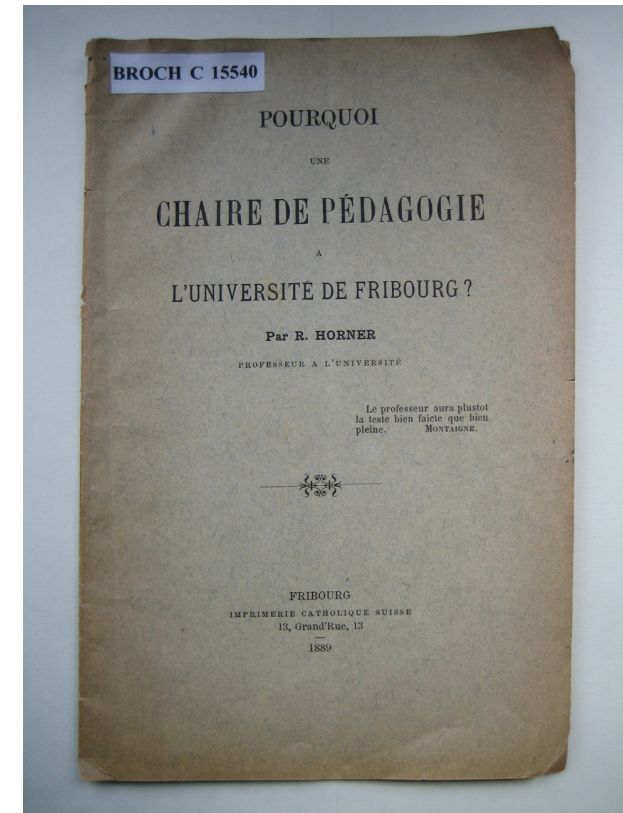 BROCH C 15540
POURQUOI
UNE
CHAIRE DE PÉDAGOGIE
A
L'UNIVERSITÉ DE FRIBOURG ?
Par R. HORNER
PROFESSEUR A L'UNIVERSITÉ
Le professeur aura plustot
la teste bien faicte que bien
pleine. MONTAIGNE.
FRIBOURG
IMPRIMERIE CATHOLIQUE SUISSE
13, Grand'Rue, 13
1889